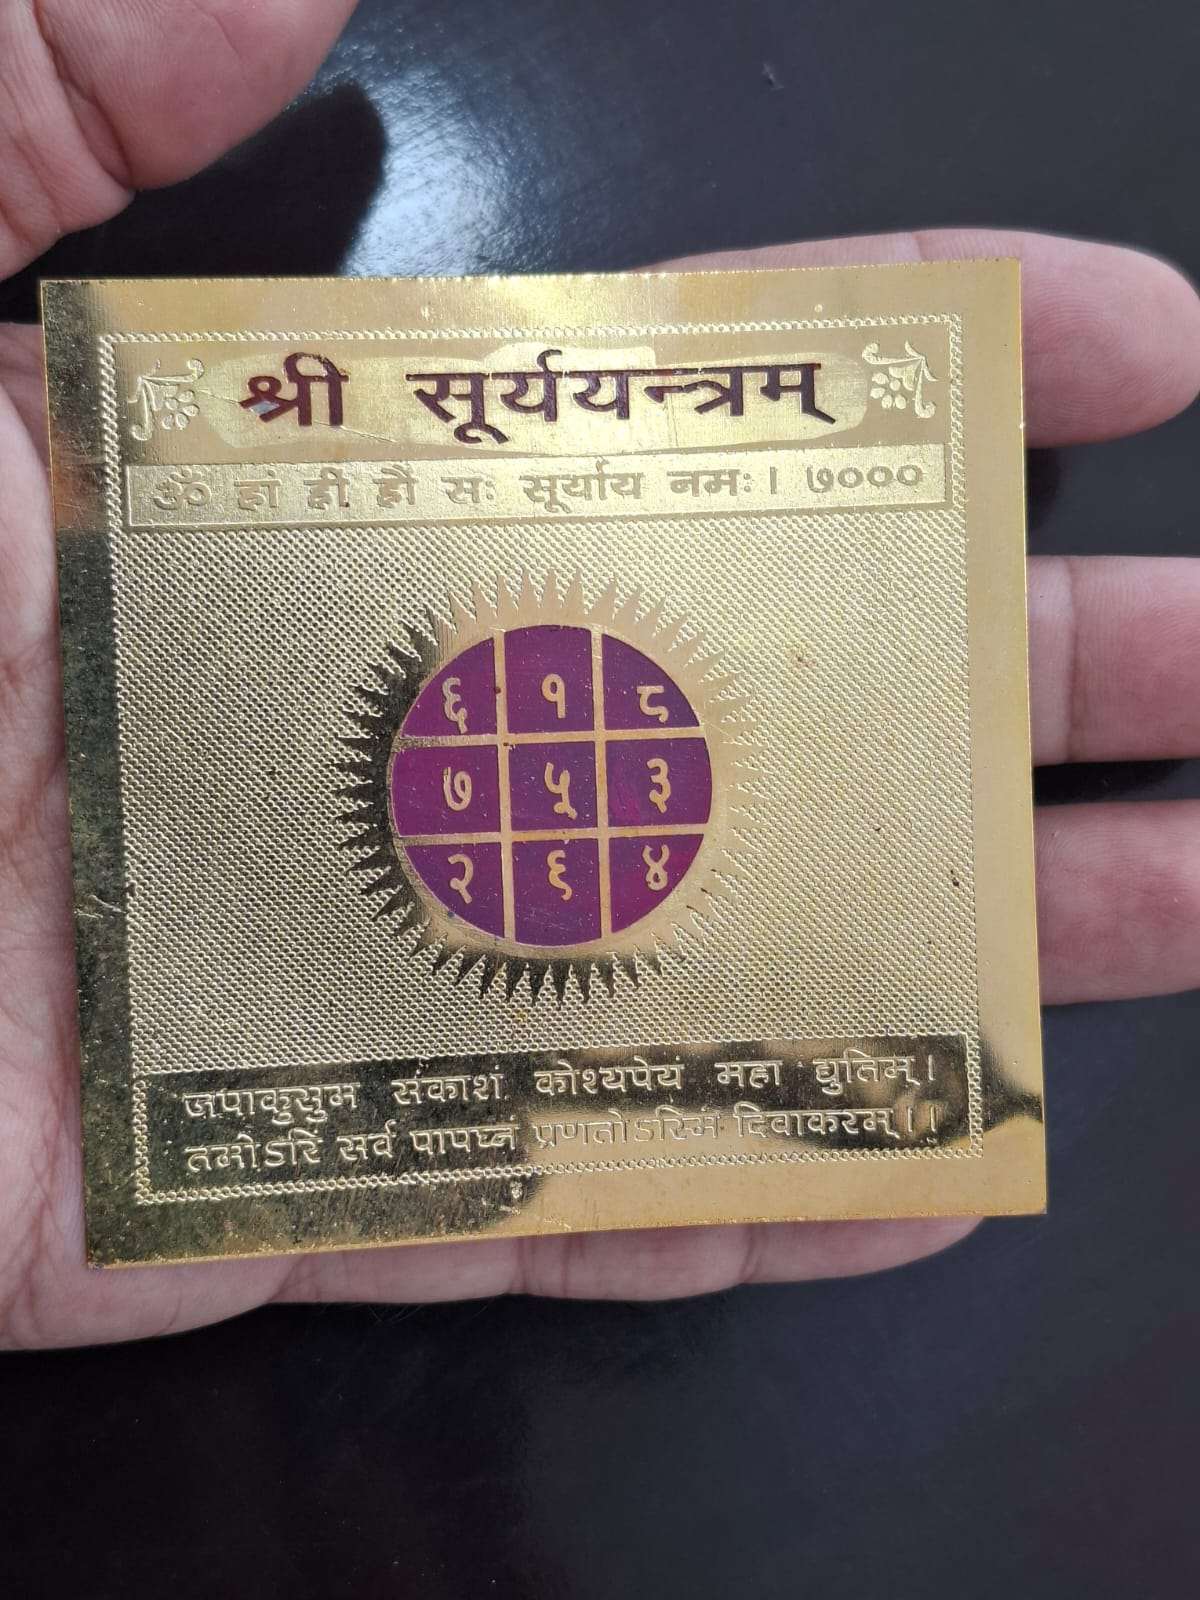 श्री सूर्ययन्त्रम्
ॐ हां हीं हौं सः सूर्याय नमः। ७०००
६ १ ८
७ ५ ३
२ ९ ४
जपाकुसुम संकाशं कोश्यपेयं महा द्युतिम्।
तमोऽरिं सर्व पापघ्नं प्रणतोऽस्मि दिवाकरम्।।